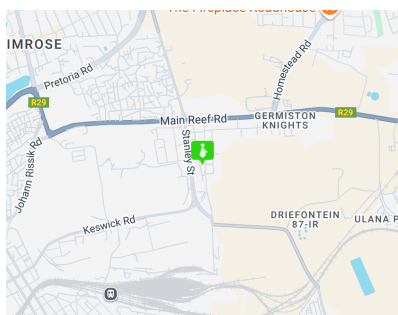 The Fireplace Roadhouse
IMROSE
Pretoria Rd
Homestead Rd
R29
R29
Main Reef Rd
GERMISTON
KNIGHTS
Stanley St
Johann Rissik Rd
DRIEFONTEIN
87-IR
ULANA P
Keswick Rd